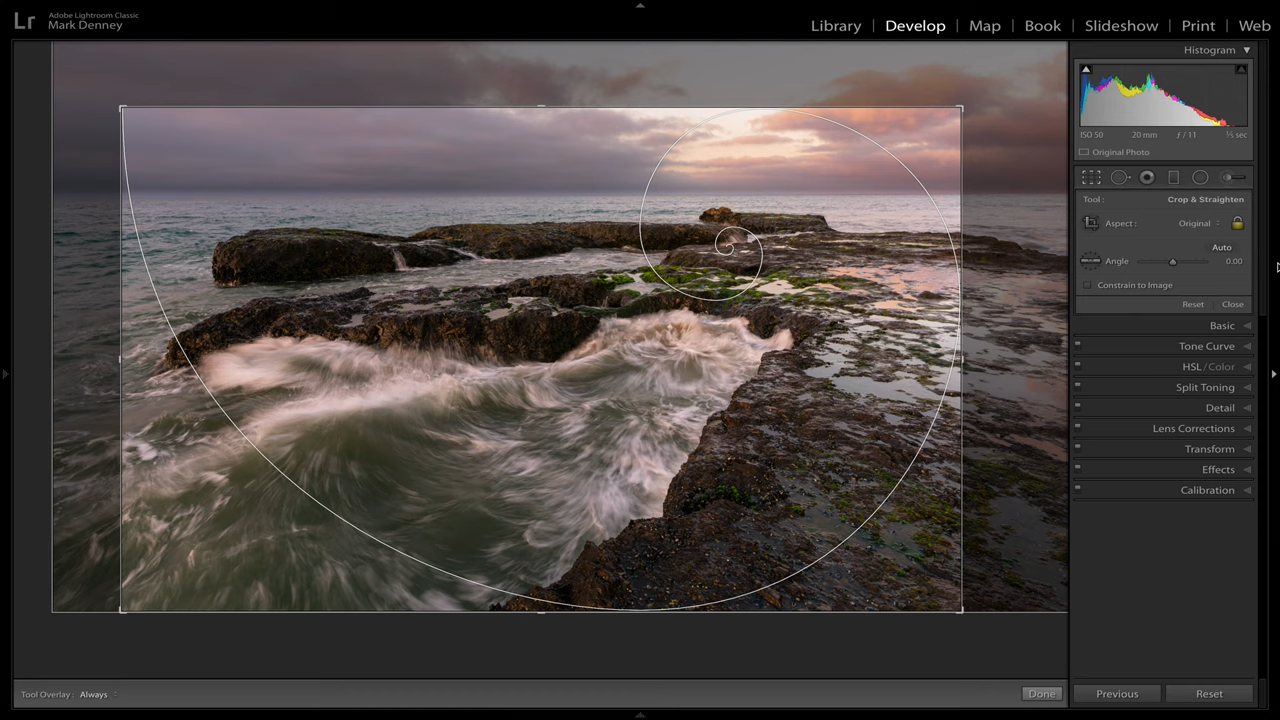 Lr
Adobe Lightroom Classic
Mark Denney
Library | Develop | Map | Book | Slideshow | Print | Web
Histogram
ISO 50 20 mm ƒ / 11 ⅕ sec
Original Photo
Tool : Crop & Straighten
Aspect : Original
Auto
Angle 0.00
Constrain to Image
Reset Close
Basic
Tone Curve
HSL / Color
Split Toning
Detail
Lens Corrections
Transform
Effects
Calibration
Tool Overlay : Always
Done
Previous Reset